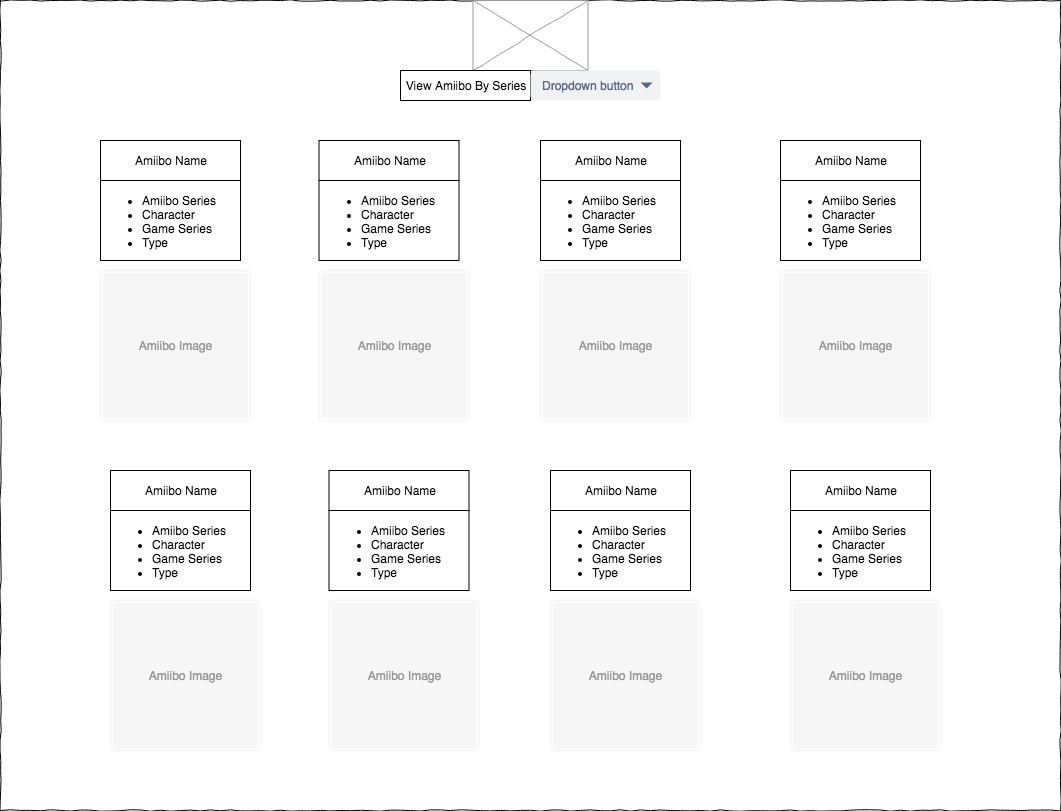 View Amiibo By Series
Dropdown button
Amiibo Name
• Amiibo Series
• Character
• Game Series
• Type
Amiibo Image
Amiibo Name
• Amiibo Series
• Character
• Game Series
• Type
Amiibo Image
Amiibo Name
• Amiibo Series
• Character
• Game Series
• Type
Amiibo Image
Amiibo Name
• Amiibo Series
• Character
• Game Series
• Type
Amiibo Image
Amiibo Name
• Amiibo Series
• Character
• Game Series
• Type
Amiibo Image
Amiibo Name
• Amiibo Series
• Character
• Game Series
• Type
Amiibo Image
Amiibo Name
• Amiibo Series
• Character
• Game Series
• Type
Amiibo Image
Amiibo Name
• Amiibo Series
• Character
• Game Series
• Type
Amiibo Image